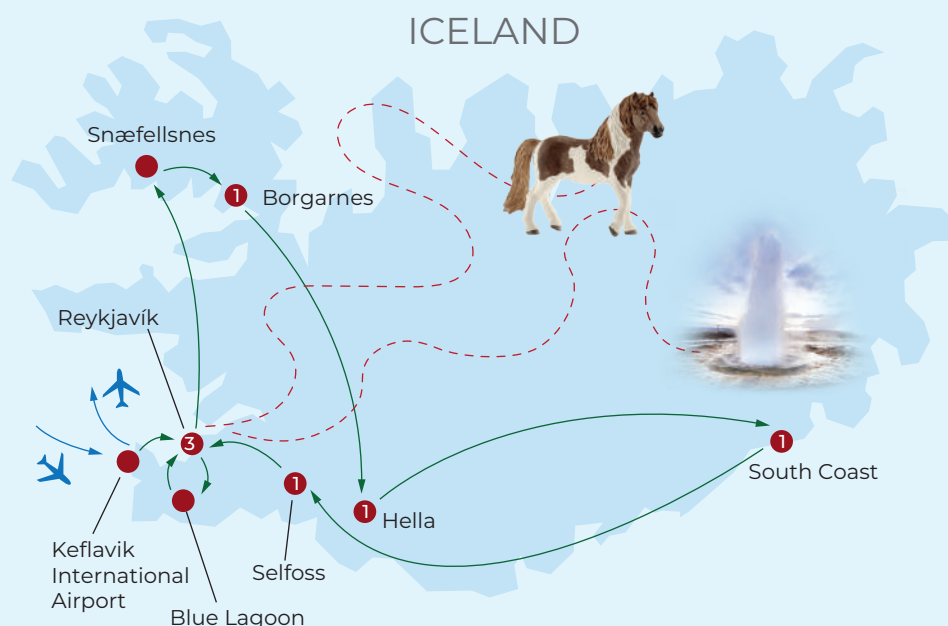 ICELAND
Snæfellsnes
1
Borgarnes
Reykjavík
3
1
South Coast
1
1
Hella
Keflavik
International
Airport
Selfoss
Blue Lagoon